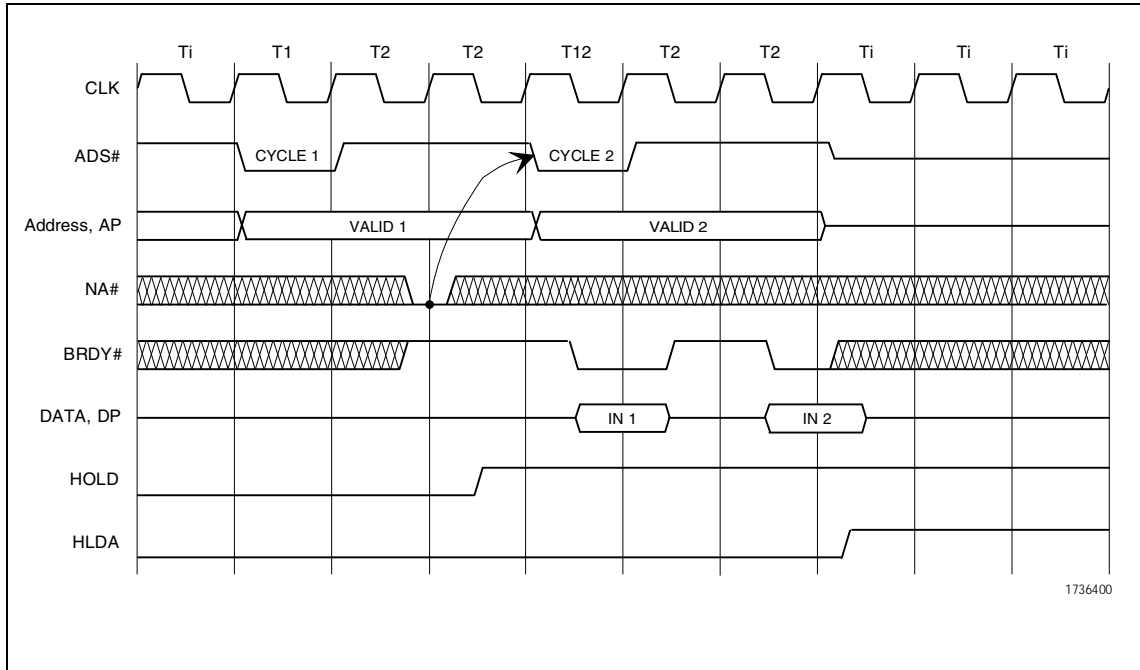 Ti T1 T2 T2 T12 T2 T2 Ti Ti Ti
CLK
ADS# CYCLE 1 CYCLE 2
Address, AP VALID 1 VALID 2
NA#
BRDY#
DATA, DP IN 1 IN 2
HOLD
HLDA
1736400